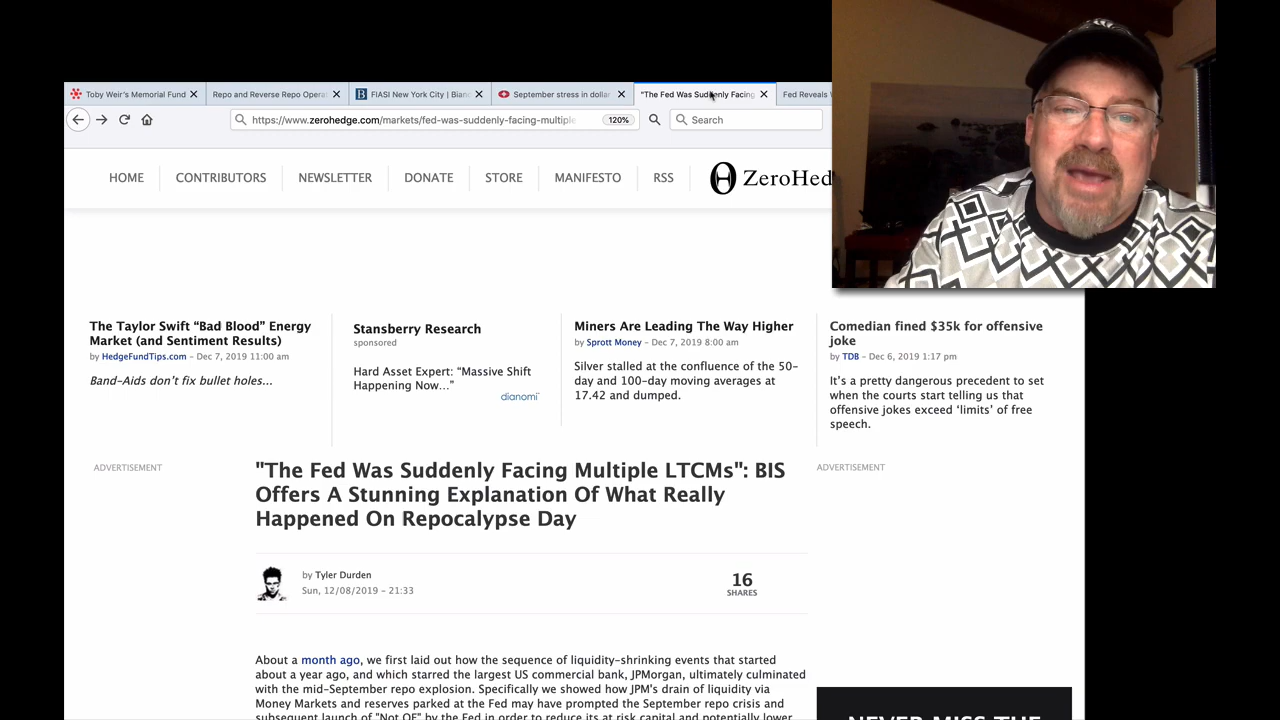 Toby Weir's Memorial Fund
Repo and Reverse Repo Opera
FIASI New York City | Bianc
September stress in dollar
"The Fed Was Suddenly Facing
Fed Reveals
https://www.zerohedge.com/markets/fed-was-suddenly-facing-multiple
120%
Search
HOME
CONTRIBUTORS
NEWSLETTER
DONATE
STORE
MANIFESTO
RSS
ZeroHed
The Taylor Swift “Bad Blood” Energy
Market (and Sentiment Results)
by HedgeFundTips.com – Dec 7, 2019 11:00 am
Band-Aids don’t fix bullet holes...
Stansberry Research
sponsored
Hard Asset Expert: “Massive Shift
Happening Now...”
dianomi
Miners Are Leading The Way Higher
by Sprott Money – Dec 7, 2019 8:00 am
Silver stalled at the confluence of the 50-
day and 100-day moving averages at
17.42 and dumped.
Comedian fined $35k for offensive
joke
by TDB – Dec 6, 2019 1:17 pm
It’s a pretty dangerous precedent to set
when the courts start telling us that
offensive jokes exceed ‘limits’ of free
speech.
ADVERTISEMENT
ADVERTISEMENT
"The Fed Was Suddenly Facing Multiple LTCMs": BIS
Offers A Stunning Explanation Of What Really
Happened On Repocalypse Day
by Tyler Durden
Sun, 12/08/2019 - 21:33
16
SHARES
About a month ago, we first laid out how the sequence of liquidity-shrinking events that started
about a year ago, and which starred the largest US commercial bank, JPMorgan, ultimately culminated
with the mid-September repo explosion. Specifically we showed how JPM's drain of liquidity via
Money Markets and reserves parked at the Fed may have prompted the September repo crisis and
subsequent launch of "Not QE" by the Fed in order to reduce its at risk capital and potentially lower
NEVER MISS THE